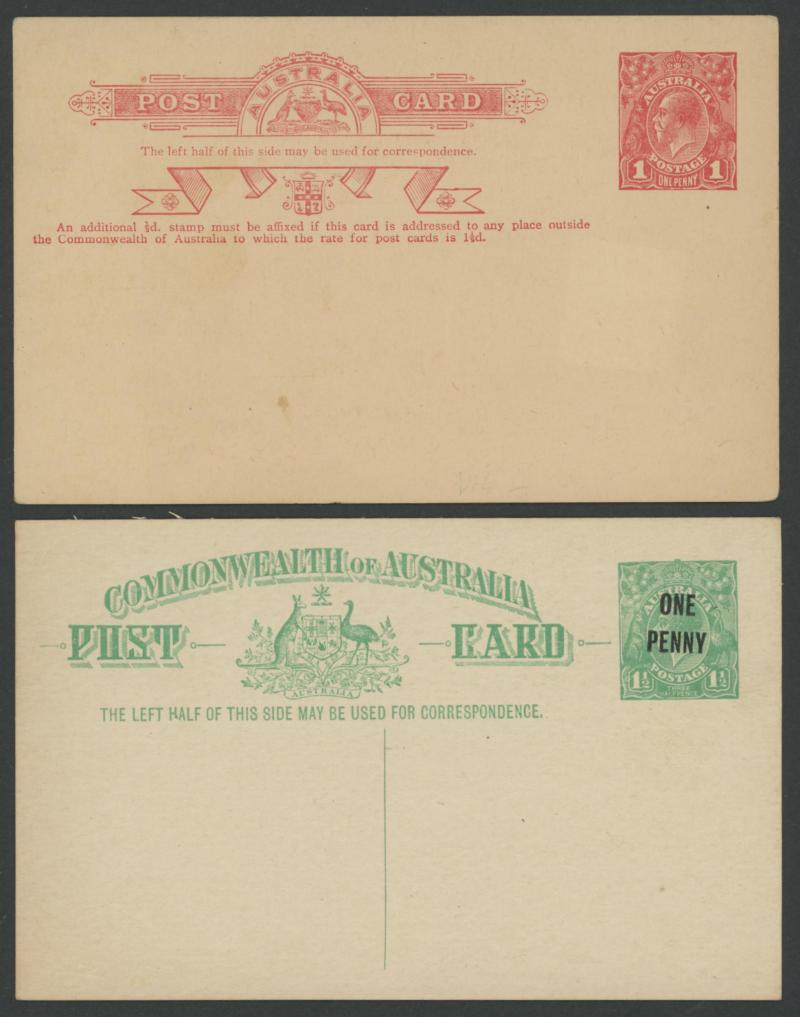 AUSTRALIA
POST CARD
The left half of this side may be used for correspondence.
An additional ½d. stamp must be affixed if this card is addressed to any place outside
the Commonwealth of Australia to which the rate for post cards is 1½d.
AUSTRALIA
POSTAGE
1 ONE PENNY 1
COMMONWEALTH OF AUSTRALIA
POST CARD
AUSTRALIA
THE LEFT HALF OF THIS SIDE MAY BE USED FOR CORRESPONDENCE.
AUSTRALIA
ONE
PENNY
POSTAGE
1½ THREE HALFPENCE 1½